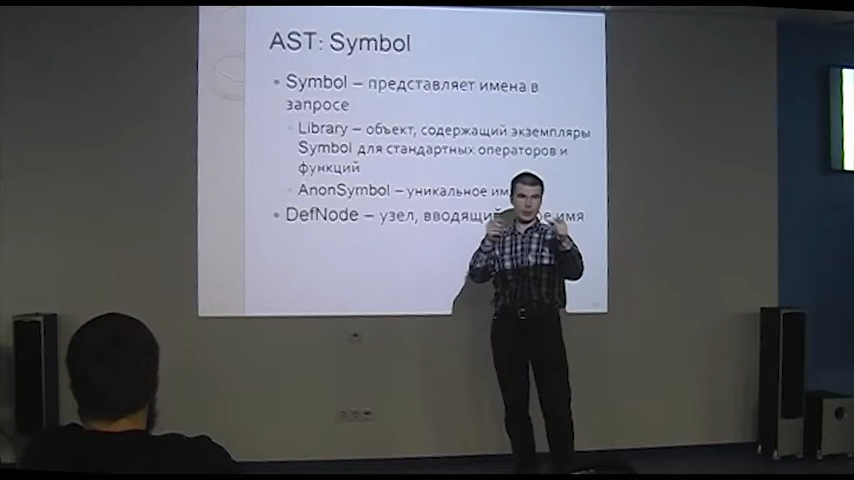 AST: Symbol
• Symbol – представляет имена в
запросе
◦ Library – объект, содержащий экземпляры
Symbol для стандартных операторов и
функций
◦ AnonSymbol – уникальное
• DefNode – узел, вводящий имя